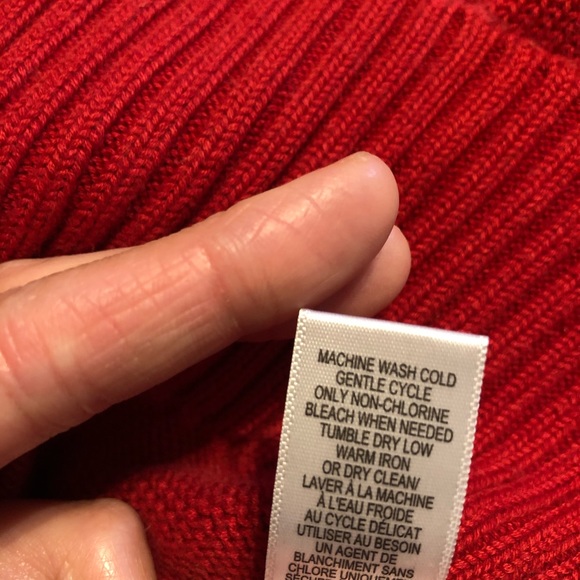 MACHINE WASH COLD
GENTLE CYCLE
ONLY NON-CHLORINE
BLEACH WHEN NEEDED
TUMBLE DRY LOW
WARM IRON
OR DRY CLEAN/
LAVER À LA MACHINE
À L'EAU FROIDE
AU CYCLE DÉLICAT
UTILISER AU BESOIN
UN AGENT DE
BLANCHIMENT SANS
CHLORE UNIQUEMENT